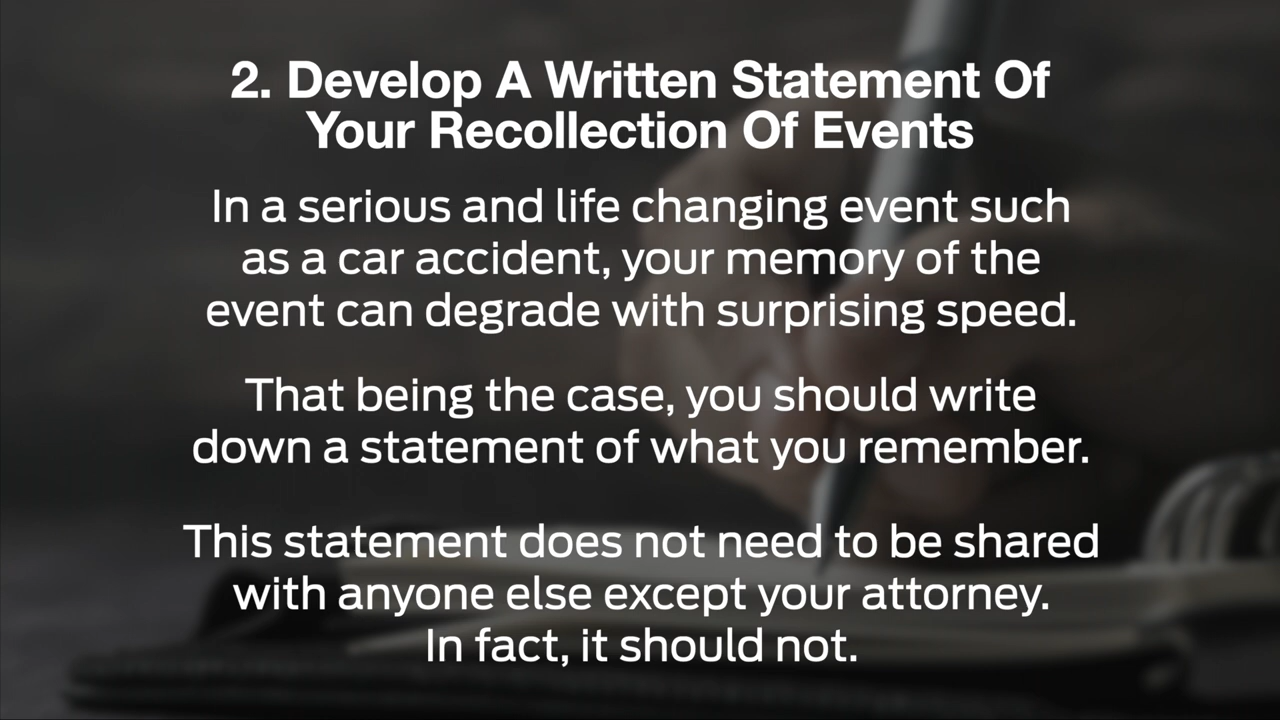 2. Develop A Written Statement Of
Your Recollection Of Events
In a serious and life changing event such
as a car accident, your memory of the
event can degrade with surprising speed.
That being the case, you should write
down a statement of what you remember.
This statement does not need to be shared
with anyone else except your attorney.
In fact, it should not.